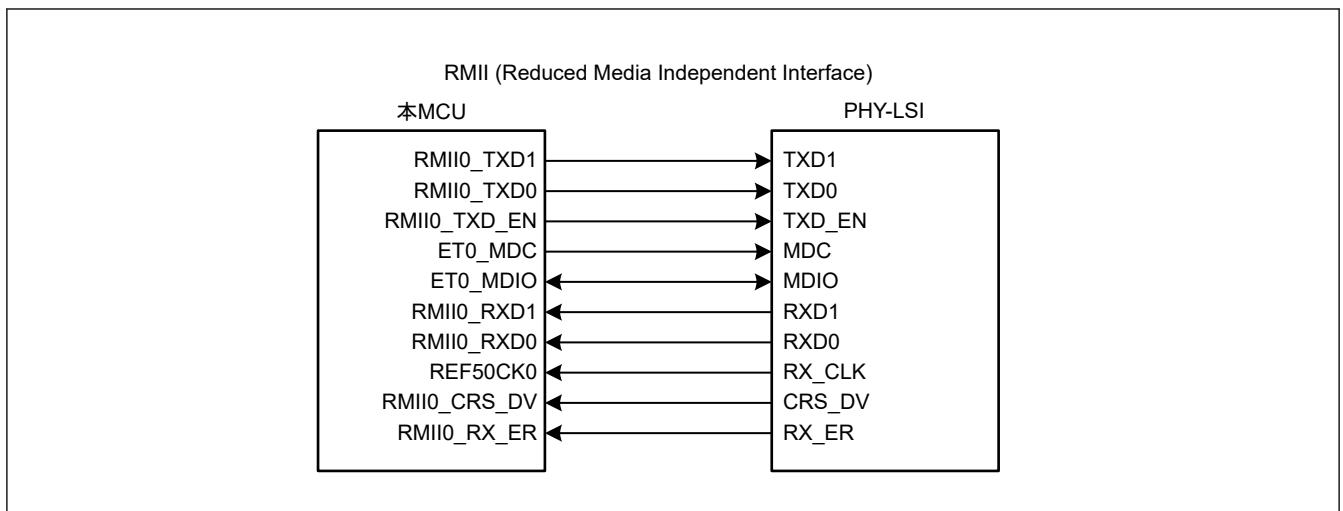 RMII (Reduced Media Independent Interface)
本MCU PHY-LSI
RMII0_TXD1 TXD1
RMII0_TXD0 TXD0
RMII0_TXD_EN TXD_EN
ET0_MDC MDC
ET0_MDIO MDIO
RMII0_RXD1 RXD1
RMII0_RXD0 RXD0
REF50CK0 RX_CLK
RMII0_CRS_DV CRS_DV
RMII0_RX_ER RX_ER